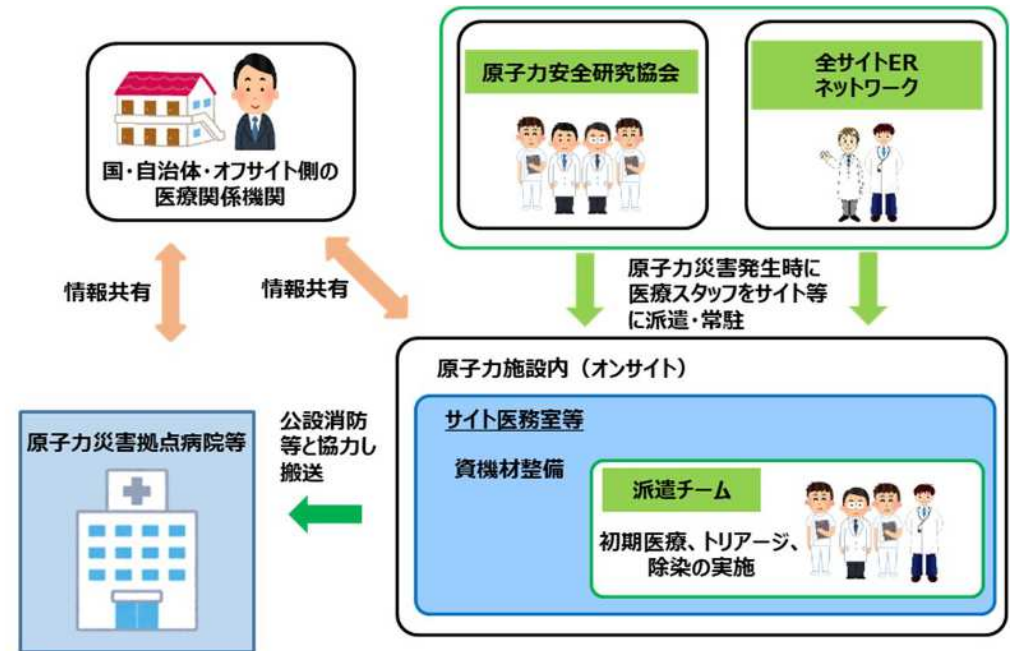 国・自治体・オフサイト側の
医療関係機関
原子力安全研究協会
全サイトER
ネットワーク
情報共有
情報共有
原子力災害発生時に
医療スタッフをサイト等
に派遣・常駐
原子力施設内（オンサイト）
サイト医務室等
資機材整備
派遣チーム
初期医療、トリアージ、
除染の実施
公設消防
等と協力し
搬送
原子力災害拠点病院等